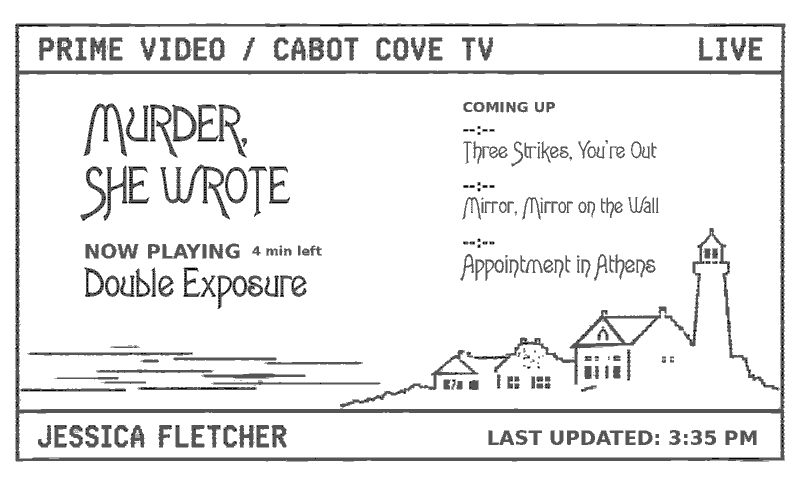 PRIME VIDEO / CABOT COVE TV
LIVE
MURDER,
SHE WROTE
NOW PLAYING 4 min left
Double Exposure
COMING UP
--:--
Three Strikes, You're Out
--:--
Mirror, Mirror on the Wall
--:--
Appointment in Athens
JESSICA FLETCHER
LAST UPDATED: 3:35 PM